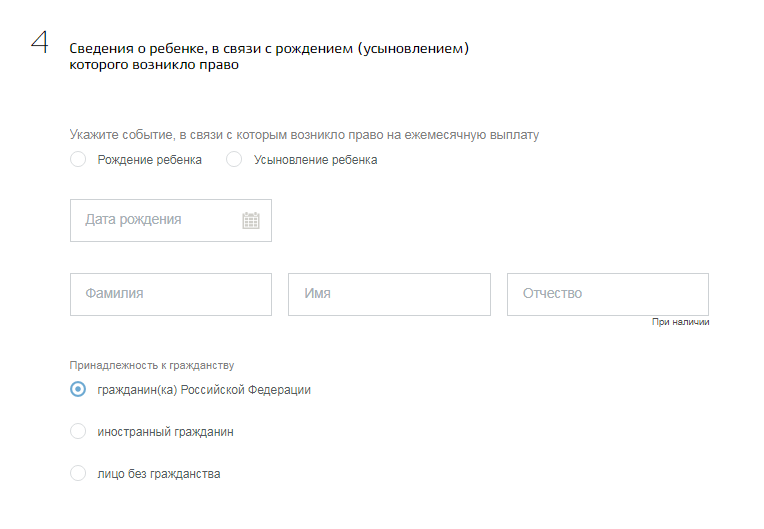 4
Сведения о ребенке, в связи с рождением (усыновлением)
которого возникло право
Укажите событие, в связи с которым возникло право на ежемесячную выплату
Рождение ребенка Усыновление ребенка
Дата рождения
Фамилия Имя Отчество
При наличии
Принадлежность к гражданству
гражданин(ка) Российской Федерации
иностранный гражданин
лицо без гражданства